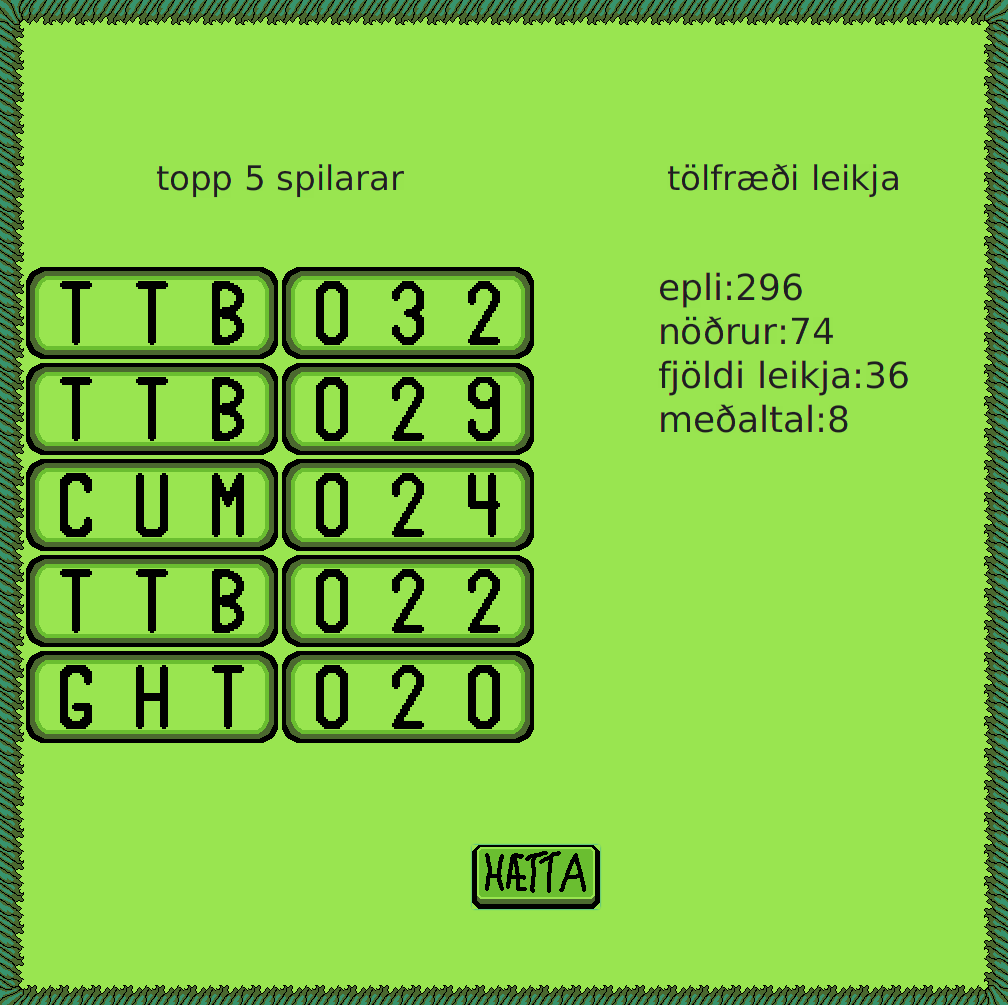 topp 5 spilarar
TTB 032
TTB 029
CUM 024
TTB 022
GHT 020
tölfræði leikja
epli:296
nöðrur:74
fjöldi leikja:36
meðaltal:8
HÆTTA